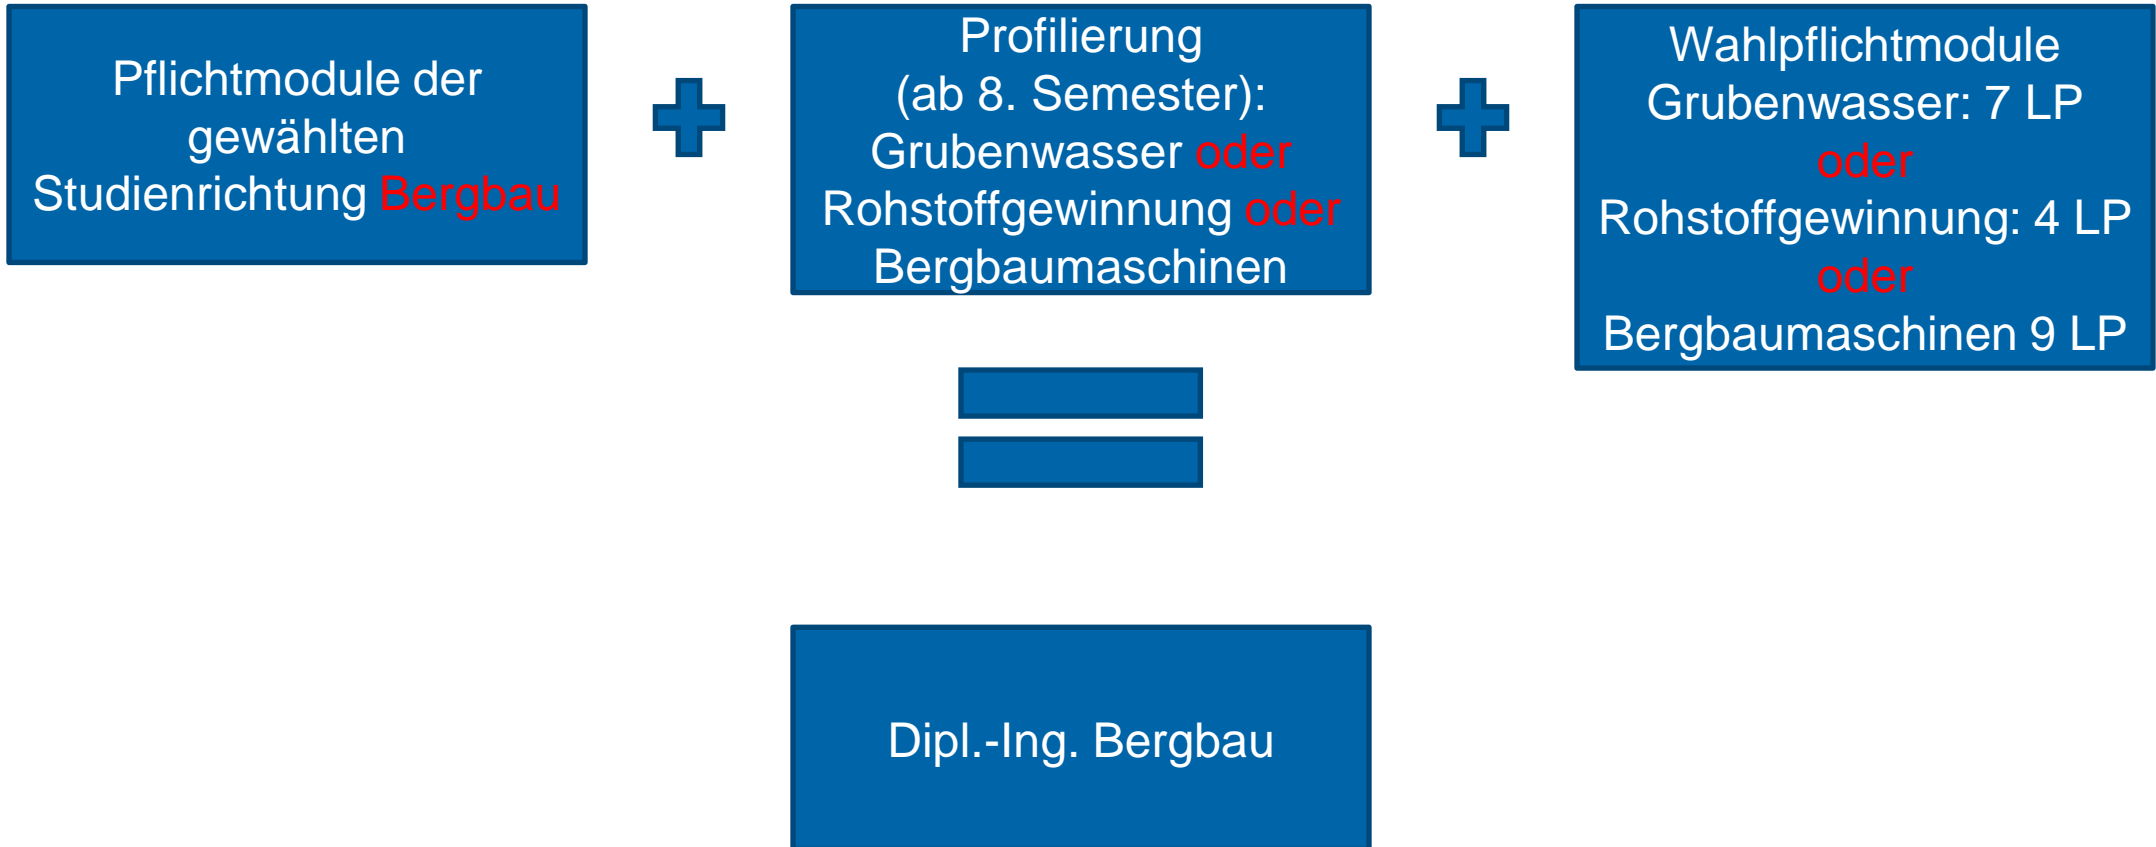 Pflichtmodule der
gewählten
Studienrichtung Bergbau
Profilierung
(ab 8. Semester):
Grubenwasser oder
Rohstoffgewinnung oder
Bergbaumaschinen
Wahlpflichtmodule
Grubenwasser: 7 LP
oder
Rohstoffgewinnung: 4 LP
oder
Bergbaumaschinen 9 LP
Dipl.-Ing. Bergbau